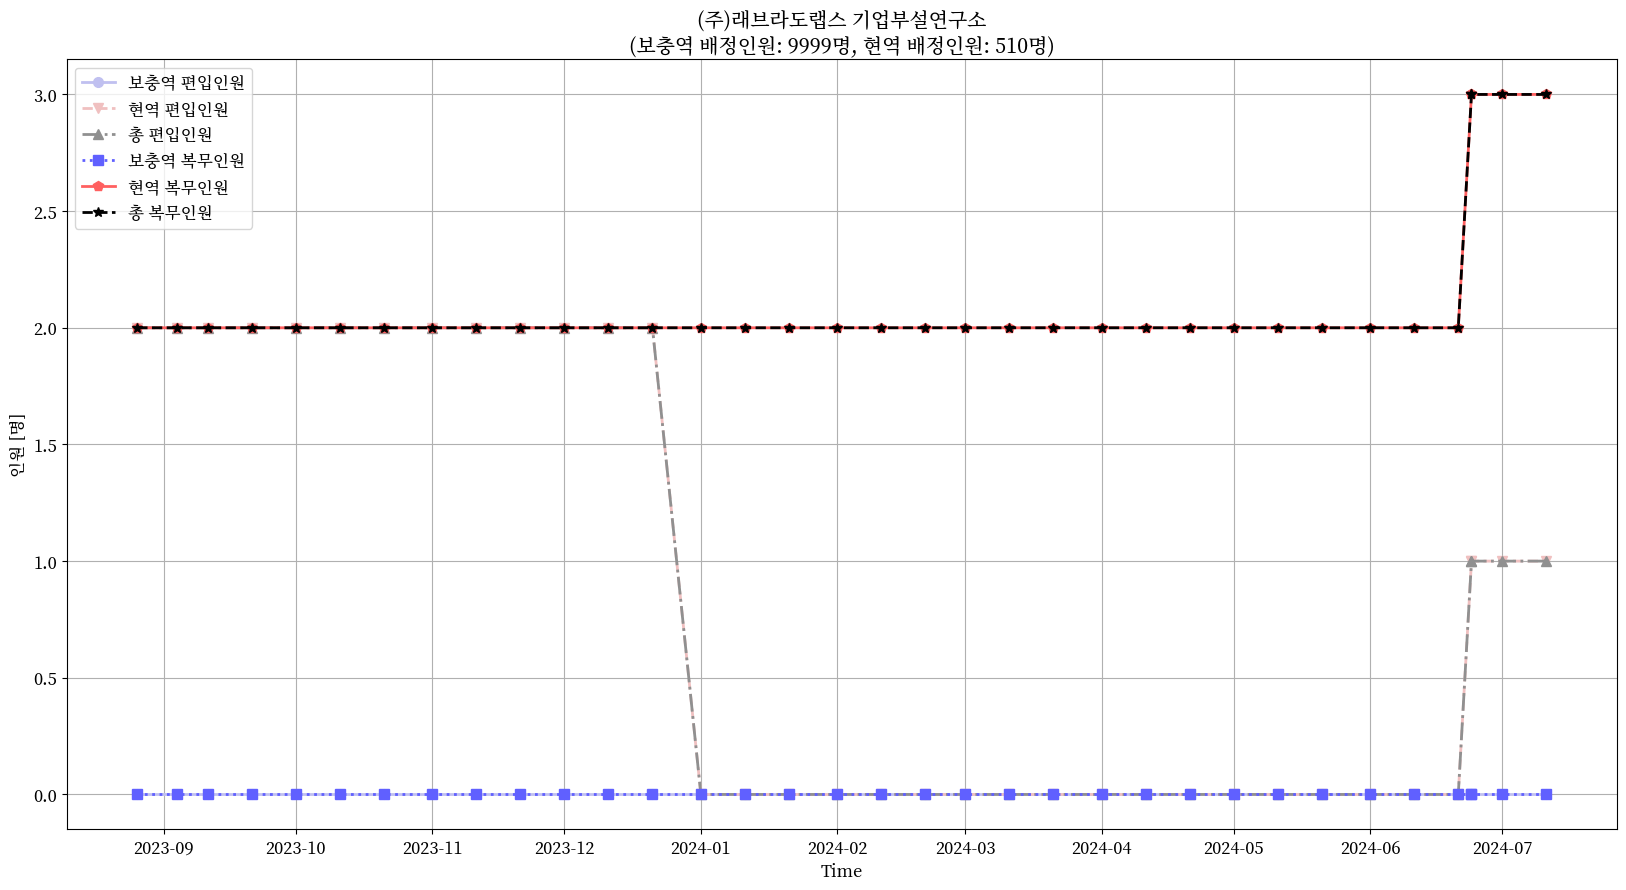 (주)래브라도랩스 기업부설연구소
(보충역 배정인원: 9999명, 현역 배정인원: 510명)
보충역 편입인원
현역 편입인원
총 편입인원
보충역 복무인원
현역 복무인원
총 복무인원
3.0
2.5
2.0
1.5
1.0
0.5
0.0
인원 [명]
2023-09 2023-10 2023-11 2023-12 2024-01 2024-02 2024-03 2024-04 2024-05 2024-06 2024-07
Time